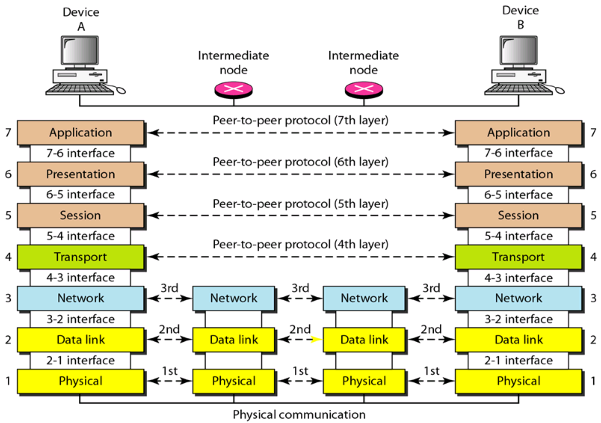 Device
A
Device
B
Intermediate
node
Intermediate
node
7 Application Peer-to-peer protocol (7th layer) Application 7
7-6 interface 7-6 interface
6 Presentation Peer-to-peer protocol (6th layer) Presentation 6
6-5 interface 6-5 interface
5 Session Peer-to-peer protocol (5th layer) Session 5
5-4 interface 5-4 interface
4 Transport Peer-to-peer protocol (4th layer) Transport 4
4-3 interface 4-3 interface
3 Network 3rd Network 3rd Network 3rd Network 3
3-2 interface 3-2 interface
2 Data link 2nd Data link 2nd Data link 2nd Data link 2
2-1 interface 2-1 interface
1 Physical 1st Physical 1st Physical 1st Physical 1
Physical communication